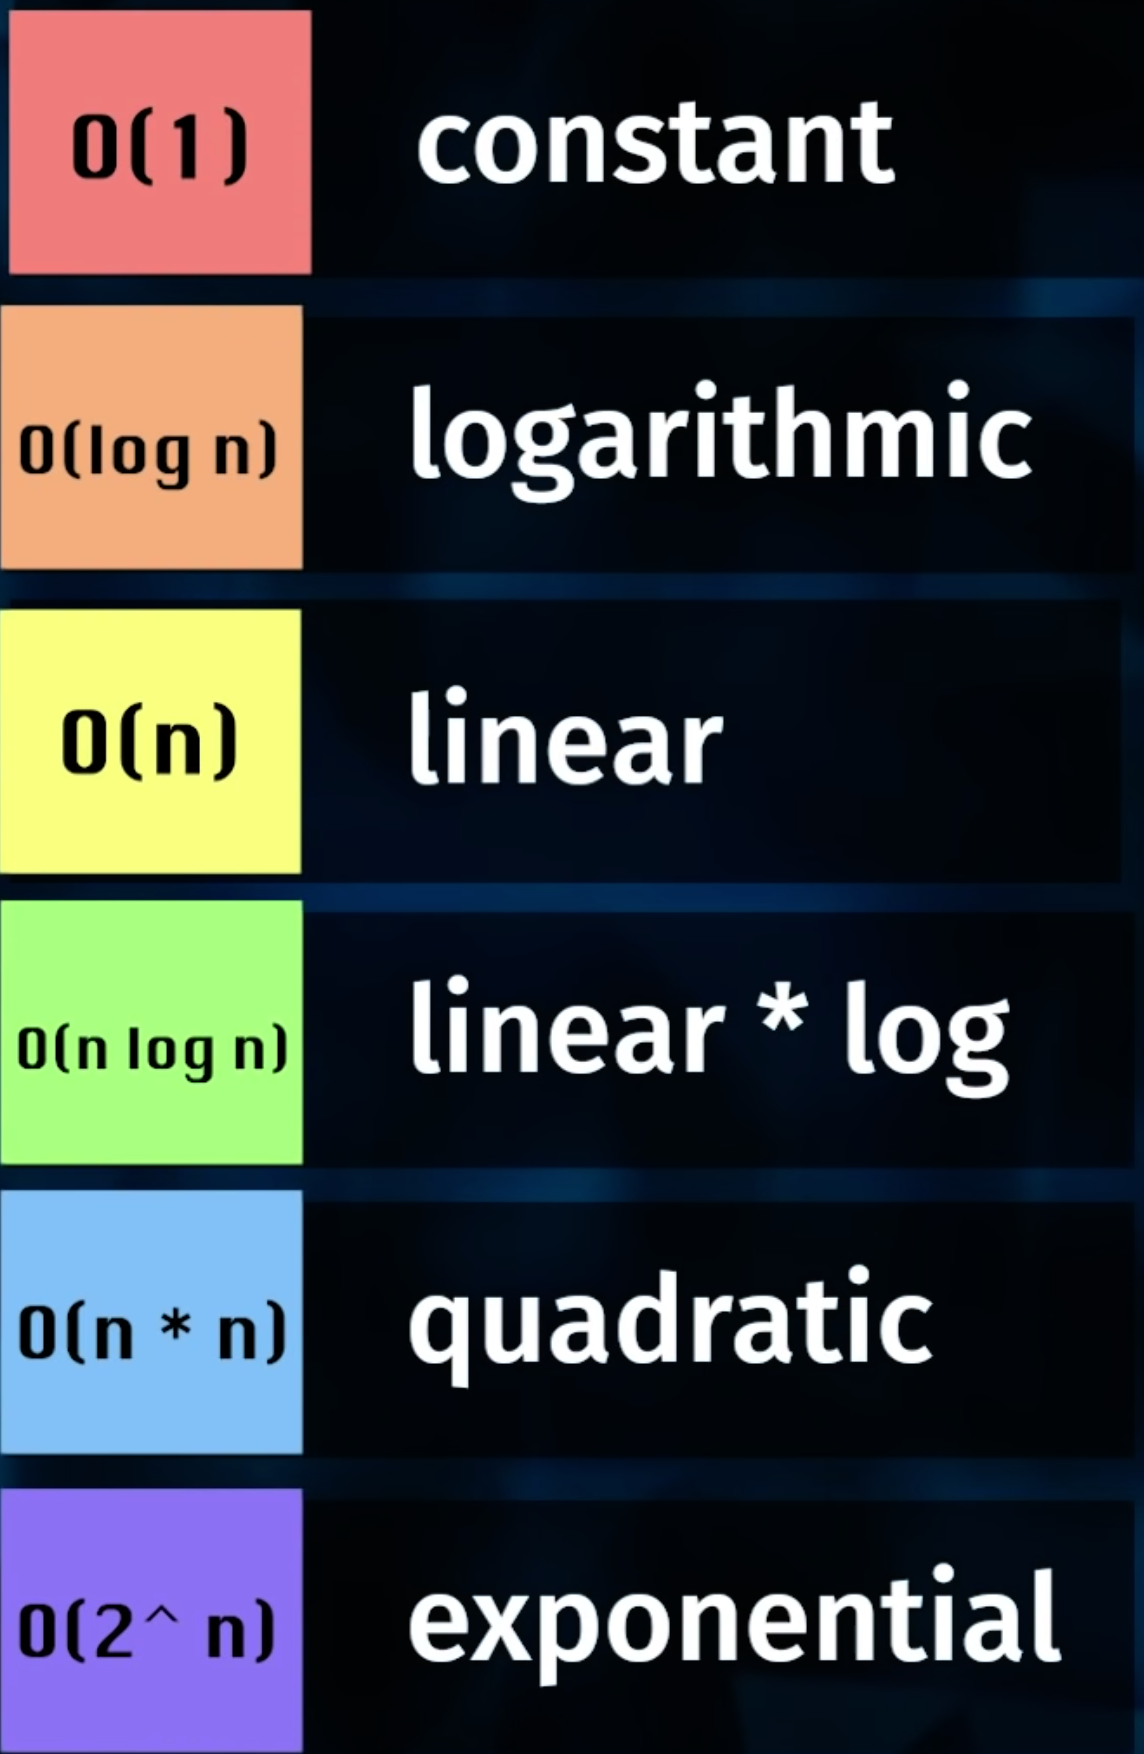 O(1) constant
O(log n) logarithmic
O(n) linear
O(n log n) linear * log
O(n * n) quadratic
O(2^ n) exponential